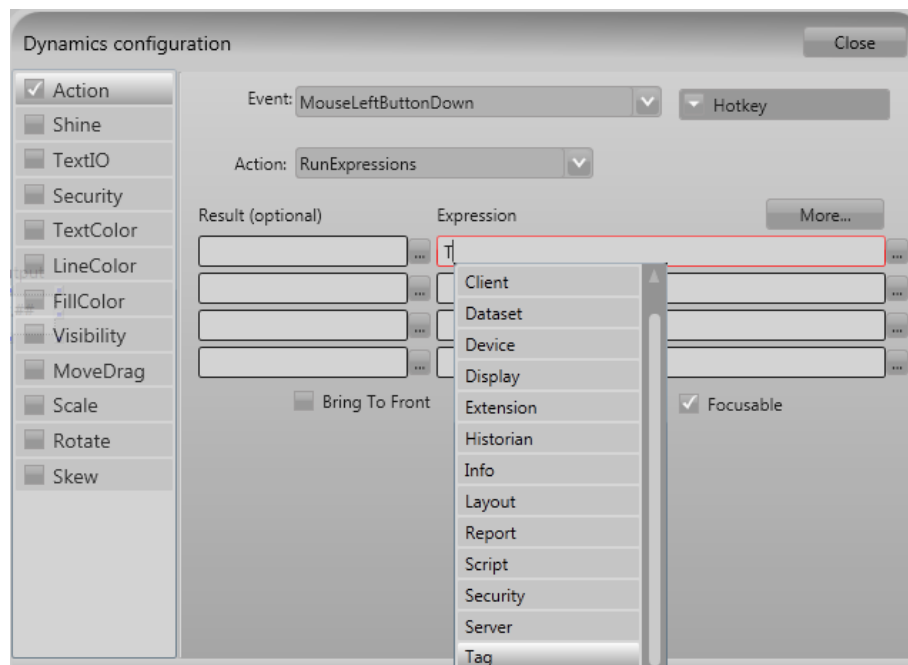 Dynamics configuration
Close
Action
Shine
TextIO
Security
TextColor
LineColor
FillColor
Visibility
MoveDrag
Scale
Rotate
Skew
Event: MouseLeftButtonDown
Hotkey
Action: RunExpressions
Result (optional)
Expression
More...
...
T
...
...
...
...
...
...
...
Client
Dataset
Device
Display
Extension
Historian
Info
Layout
Report
Script
Security
Server
Tag
Bring To Front
Focusable